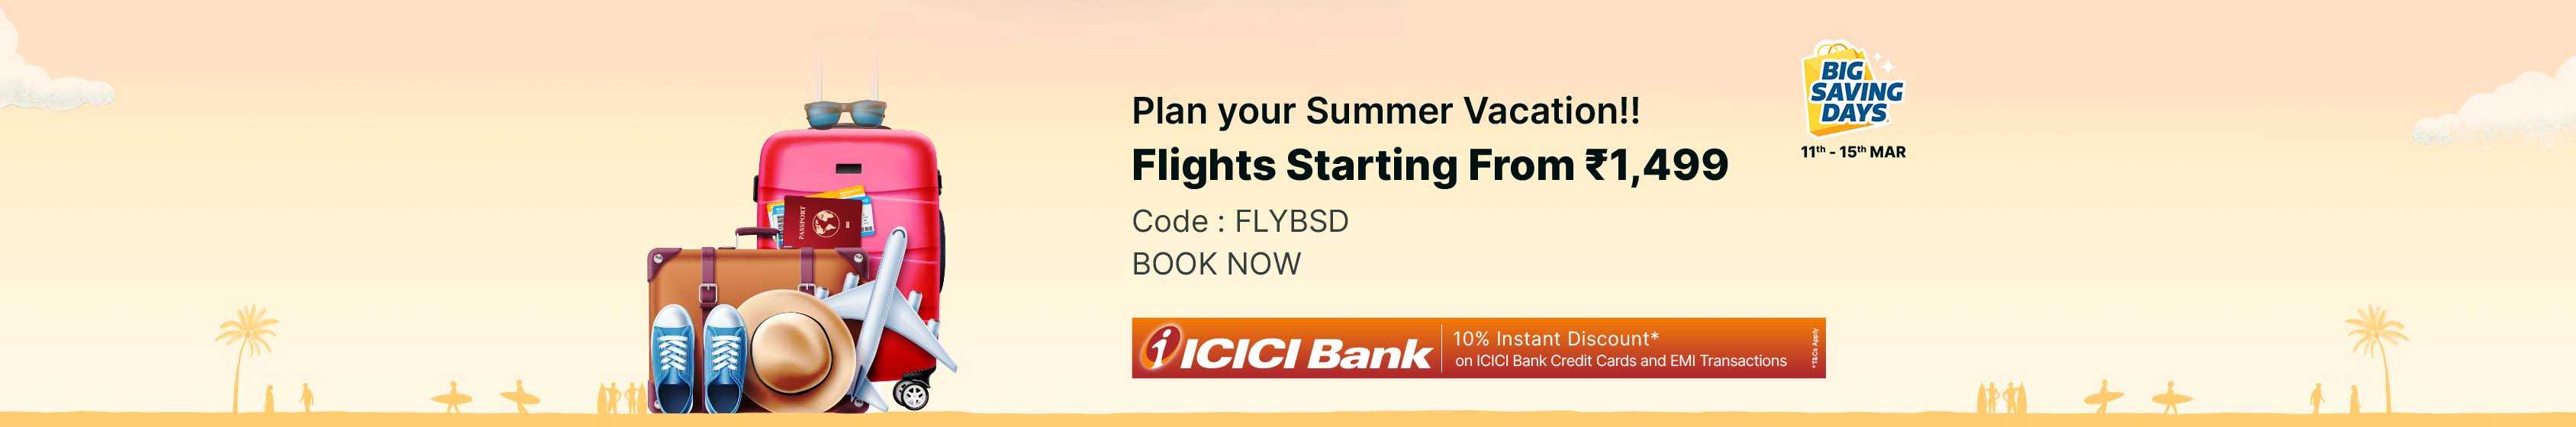 Plan your Summer Vacation!!
Flights Starting From ₹1,499
Code : FLYBSD
BOOK NOW
BIG
SAVING
DAYS
11th - 15th MAR
PASSPORT
i ICICI Bank
10% Instant Discount*
on ICICI Bank Credit Cards and EMI Transactions
*T&Cs Apply